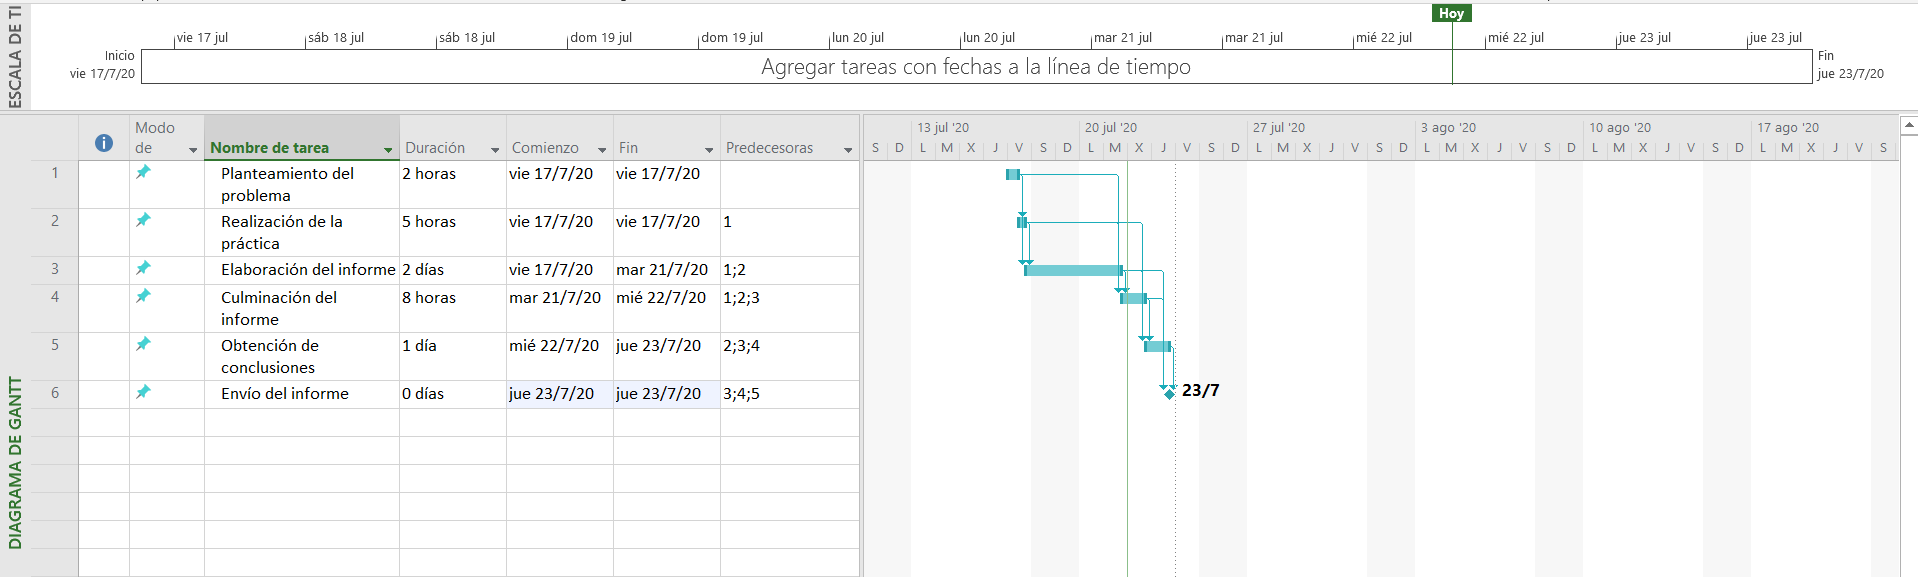 ESCALA DE TI
Hoy
vie 17 jul sáb 18 jul sáb 18 jul dom 19 jul dom 19 jul lun 20 jul lun 20 jul mar 21 jul mar 21 jul mié 22 jul mié 22 jul jue 23 jul jue 23 jul
Inicio
vie 17/7/20
Agregar tareas con fechas a la línea de tiempo
Fin
jue 23/7/20
DIAGRAMA DE GANTT
Modo de Nombre de tarea Duración Comienzo Fin Predecesoras
13 jul '20 20 jul '20 27 jul '20 3 ago '20 10 ago '20 17 ago '20
S D L M X J V S D L M X J V S D L M X J V S D L M X J V S D L M X J V S D L M X J V S
1 Planteamiento del problema 2 horas vie 17/7/20 vie 17/7/20
2 Realización de la práctica 5 horas vie 17/7/20 vie 17/7/20 1
3 Elaboración del informe 2 días vie 17/7/20 mar 21/7/20 1;2
4 Culminación del informe 8 horas mar 21/7/20 mié 22/7/20 1;2;3
5 Obtención de conclusiones 1 día mié 22/7/20 jue 23/7/20 2;3;4
6 Envío del informe 0 días jue 23/7/20 jue 23/7/20 3;4;5
23/7